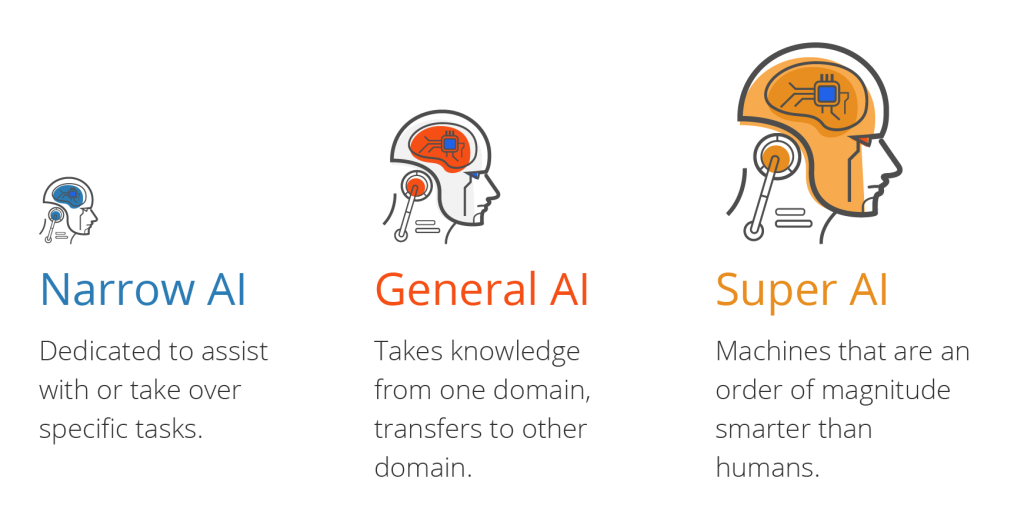 Narrow AI
Dedicated to assist
with or take over
specific tasks.
General AI
Takes knowledge
from one domain,
transfers to other
domain.
Super AI
Machines that are an
order of magnitude
smarter than
humans.